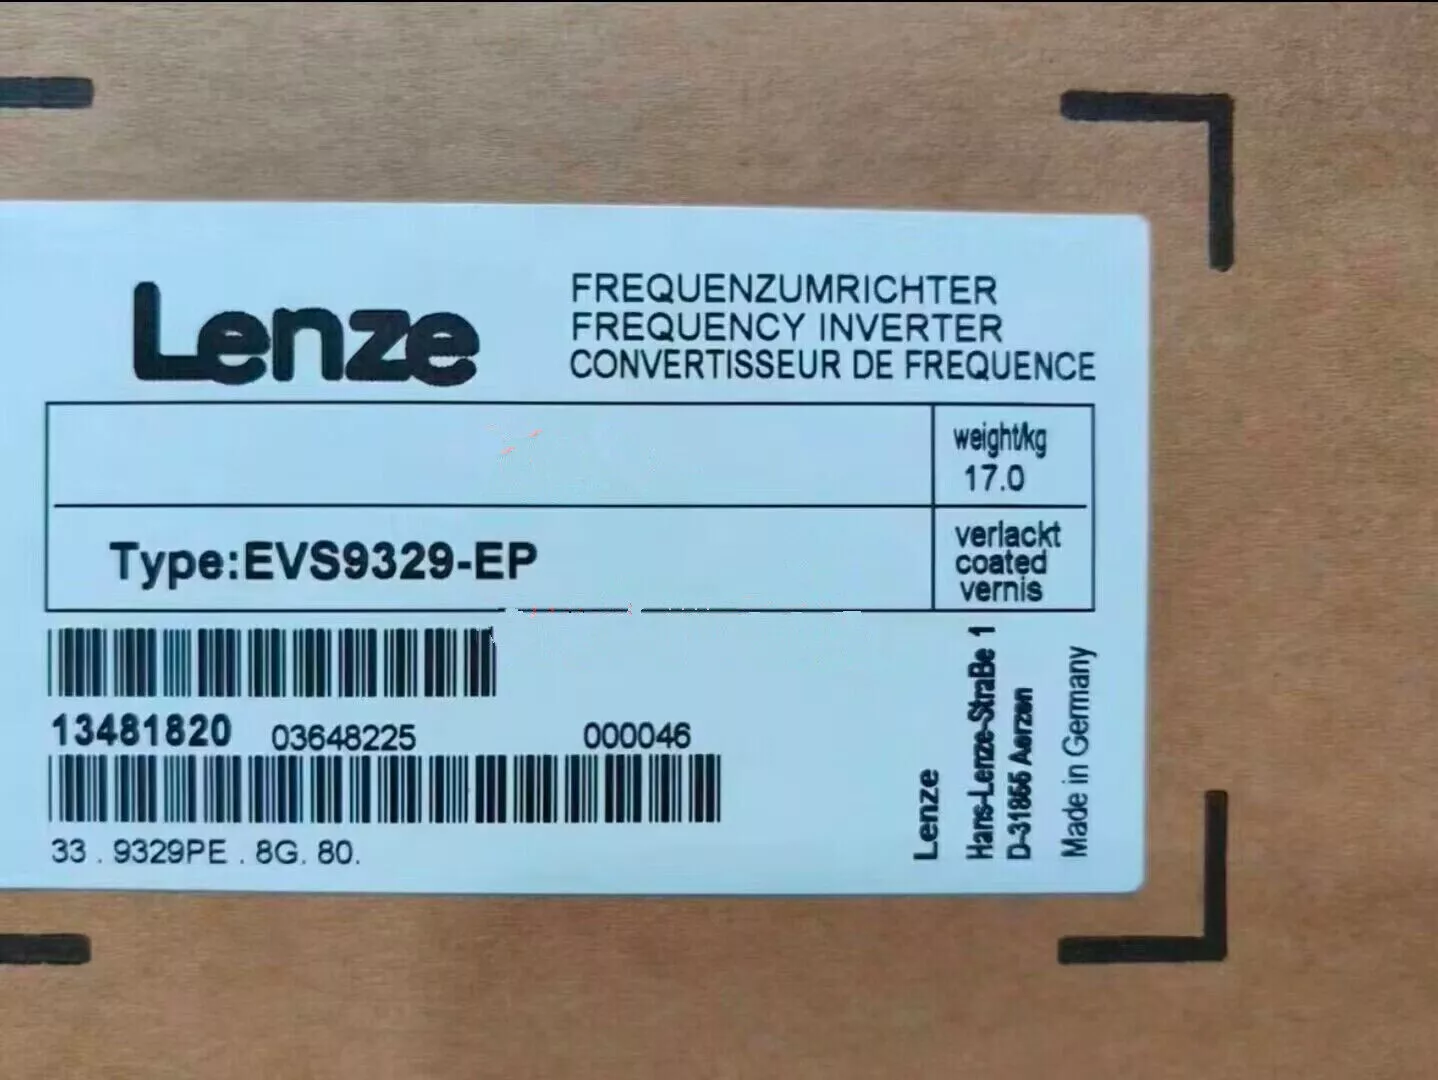 Lenze
FREQUENZUMRICHTER
FREQUENCY INVERTER
CONVERTISSEUR DE FREQUENCE
weight/kg
17.0
Type:EVS9329-EP
verlackt
coated
vernis
13481820 03648225 000046
33 . 9329PE . 8G. 80.
Lenze
Hans-Lenze-StraBe 1
D-31855 Aerzen
Made in Germany